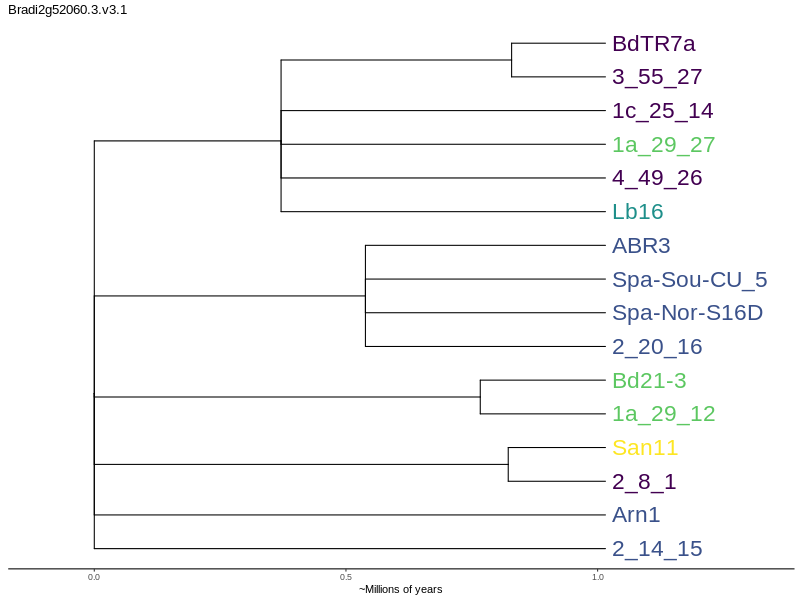 Bradi2g52060.3.v3.1
BdTR7a
3_55_27
1c_25_14
1a_29_27
4_49_26
Lb16
ABR3
Spa-Sou-CU_5
Spa-Nor-S16D
2_20_16
Bd21-3
1a_29_12
San11
2_8_1
Arn1
2_14_15
0.0 0.5 1.0
~Millions of years